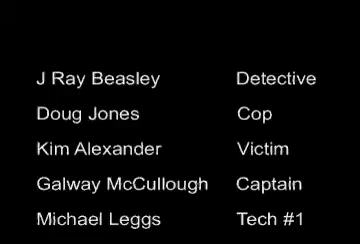 J Ray Beasley Detective
Doug Jones Cop
Kim Alexander Victim
Galway McCullough Captain
Michael Leggs Tech #1